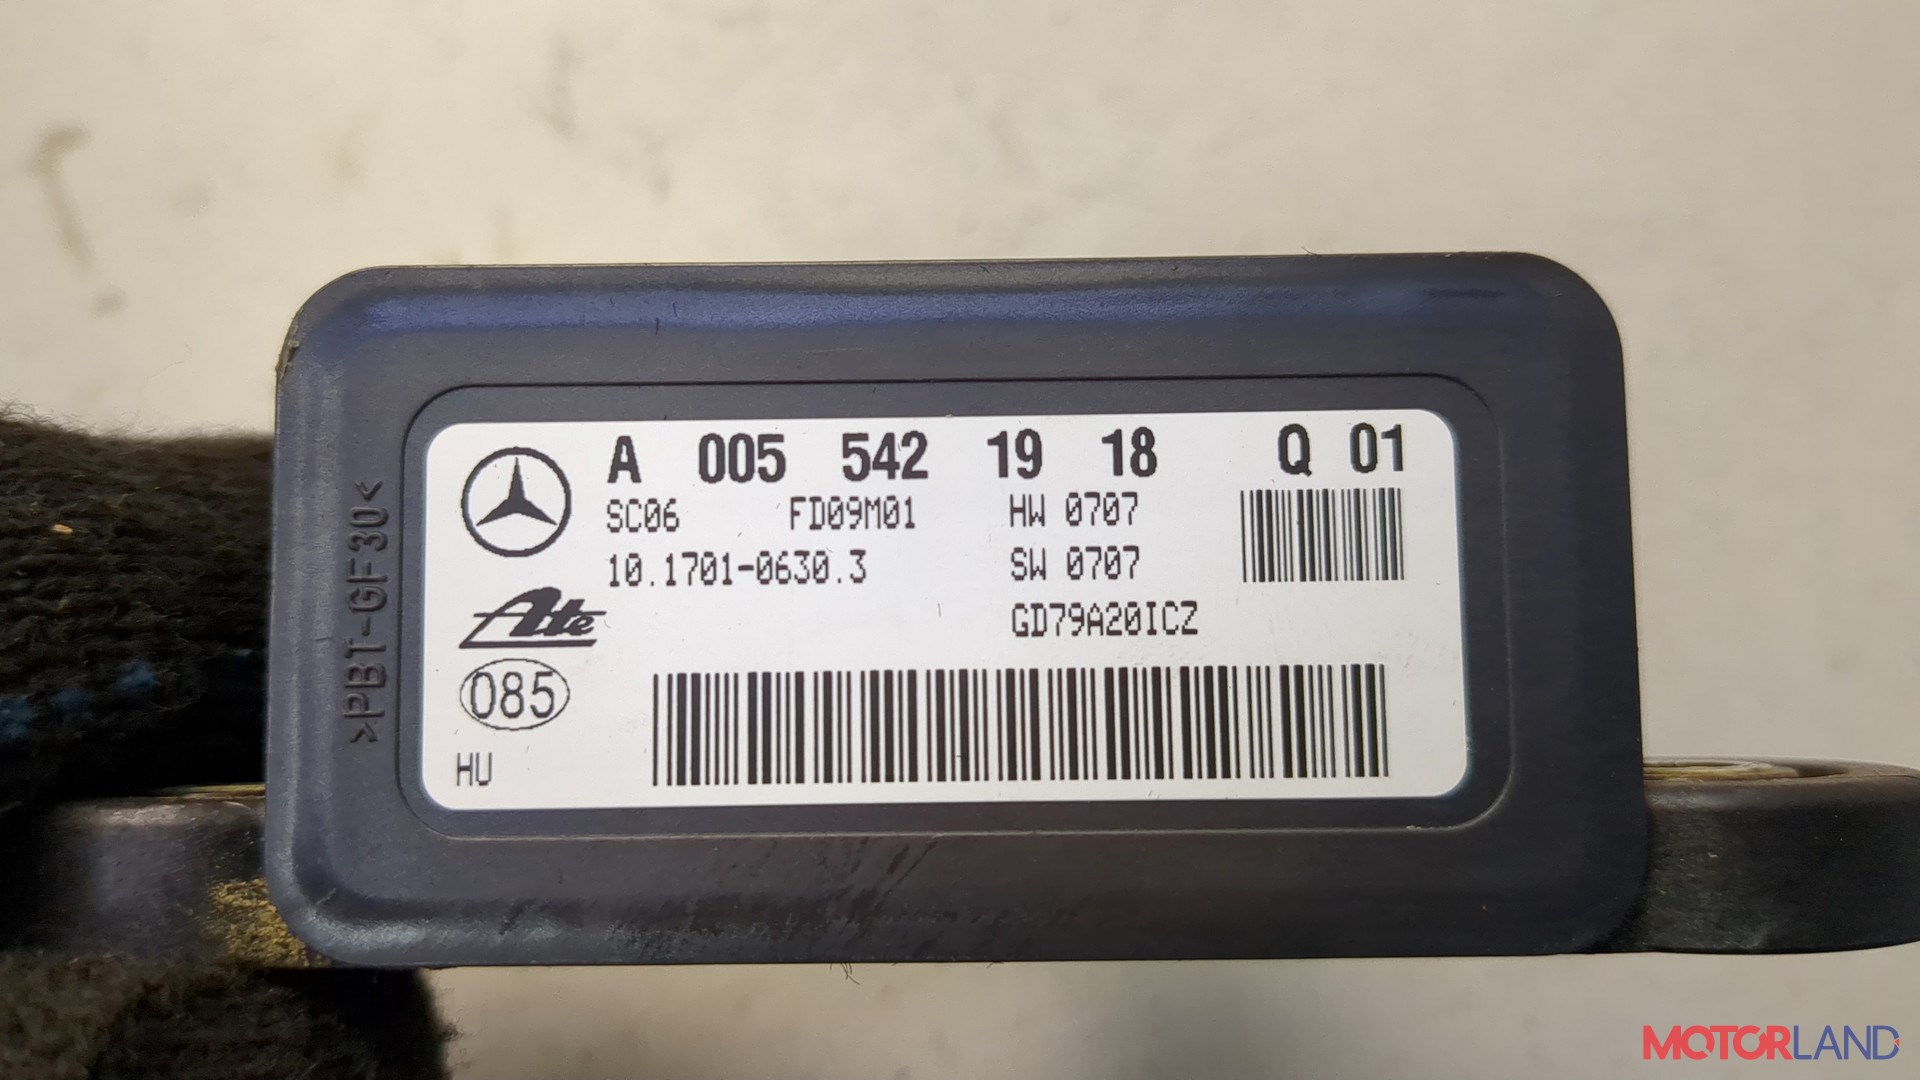 A 005 542 19 18 Q 01
SC06 FD09M01 HW 0707
10.1701-0630.3 SW 0707
Ate GD79A20ICZ
085
HU
>PBT-GF30<
MOTORLAND